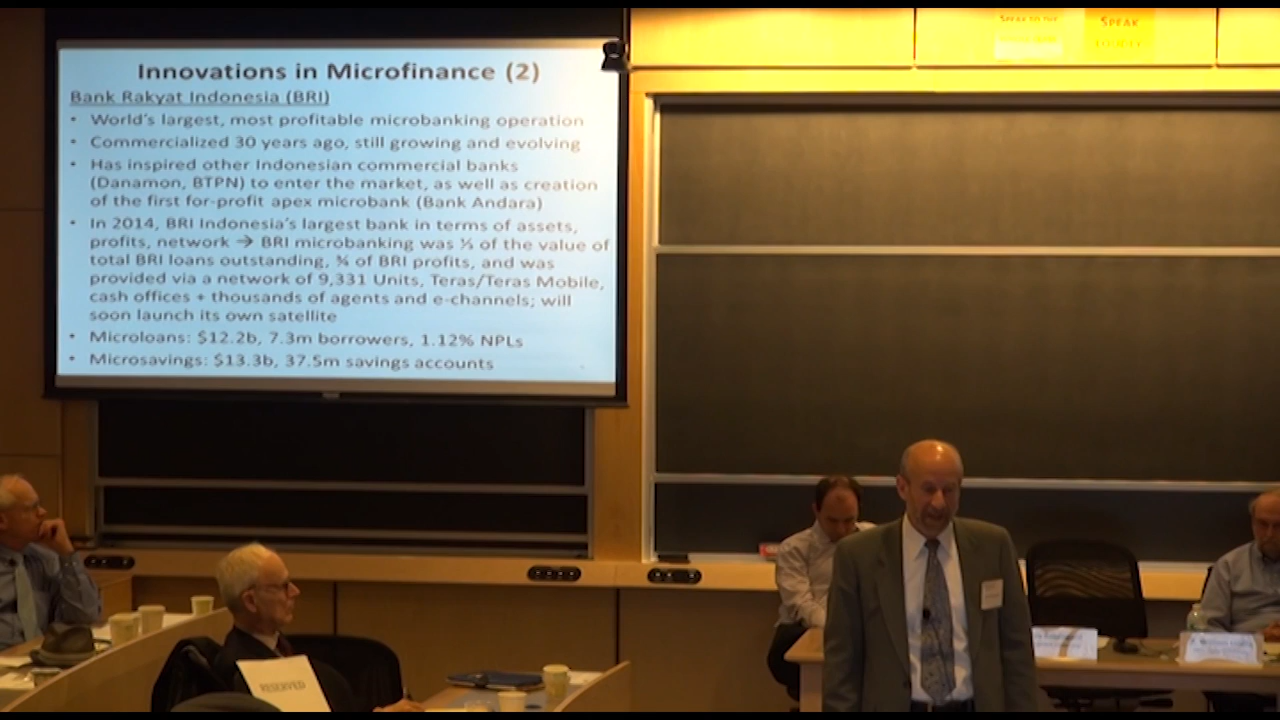 Innovations in Microfinance (2)
Bank Rakyat Indonesia (BRI)
• World's largest, most profitable microbanking operation
• Commercialized 30 years ago, still growing and evolving
• Has inspired other Indonesian commercial banks
(Danamon, BTPN) to enter the market, as well as creation
of the first for-profit apex microbank (Bank Andara)
• In 2014, BRI Indonesia's largest bank in terms of assets,
profits, network → BRI microbanking was ⅓ of the value of
total BRI loans outstanding, ¾ of BRI profits, and was
provided via a network of 9,331 Units, Teras/Teras Mobile,
cash offices + thousands of agents and e-channels; will
soon launch its own satellite
• Microloans: $12.2b, 7.3m borrowers, 1.12% NPLs
• Microsavings: $13.3b, 37.5m savings accounts
SPEAK
RESERVED